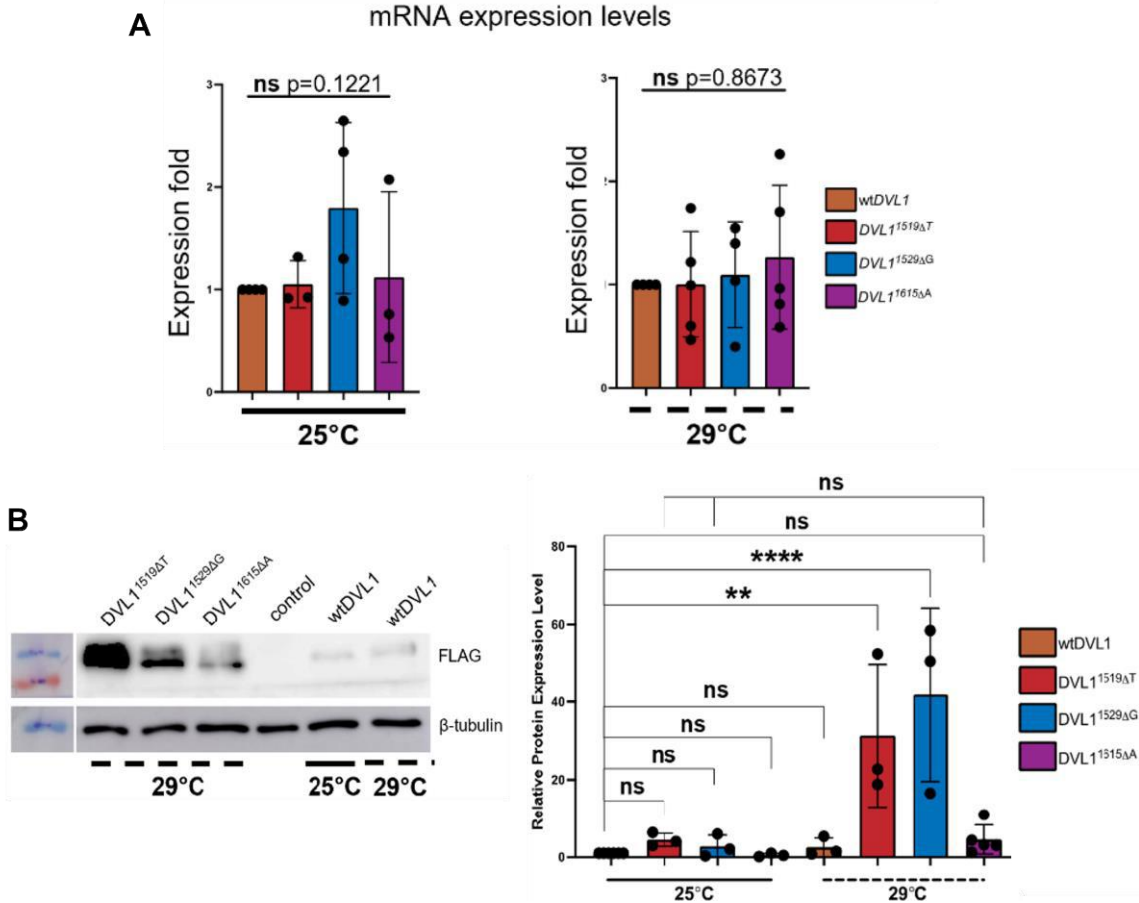 A
mRNA expression levels
ns p=0.1221
3
2
1
0
Expression fold
25°C
ns p=0.8673
3
1
0
Expression fold
29°C
wtDVL1
DVL1¹⁵¹⁹ΔT
DVL1¹⁵²⁹ΔG
DVL1¹⁶¹⁵ΔA
B
DVL1¹⁵¹⁹ΔT
DVL1¹⁵²⁹ΔG
DVL1¹⁶¹⁵ΔA
control
wtDVL1
wtDVL1
FLAG
β-tubulin
29°C
25°C
29°C
ns
ns
****
**
ns
ns
ns
ns
80
60
40
20
0
Relative Protein Expression Level
25°C
29°C
wtDVL1
DVL1¹⁵¹⁹ΔT
DVL1¹⁵²⁹ΔG
DVL1¹⁶¹⁵ΔA